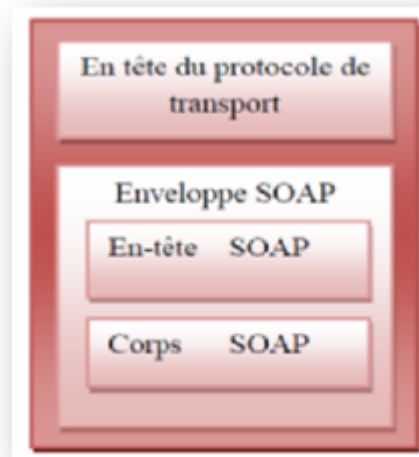 En tête du protocole de
transport
Enveloppe SOAP
En-tête SOAP
Corps SOAP